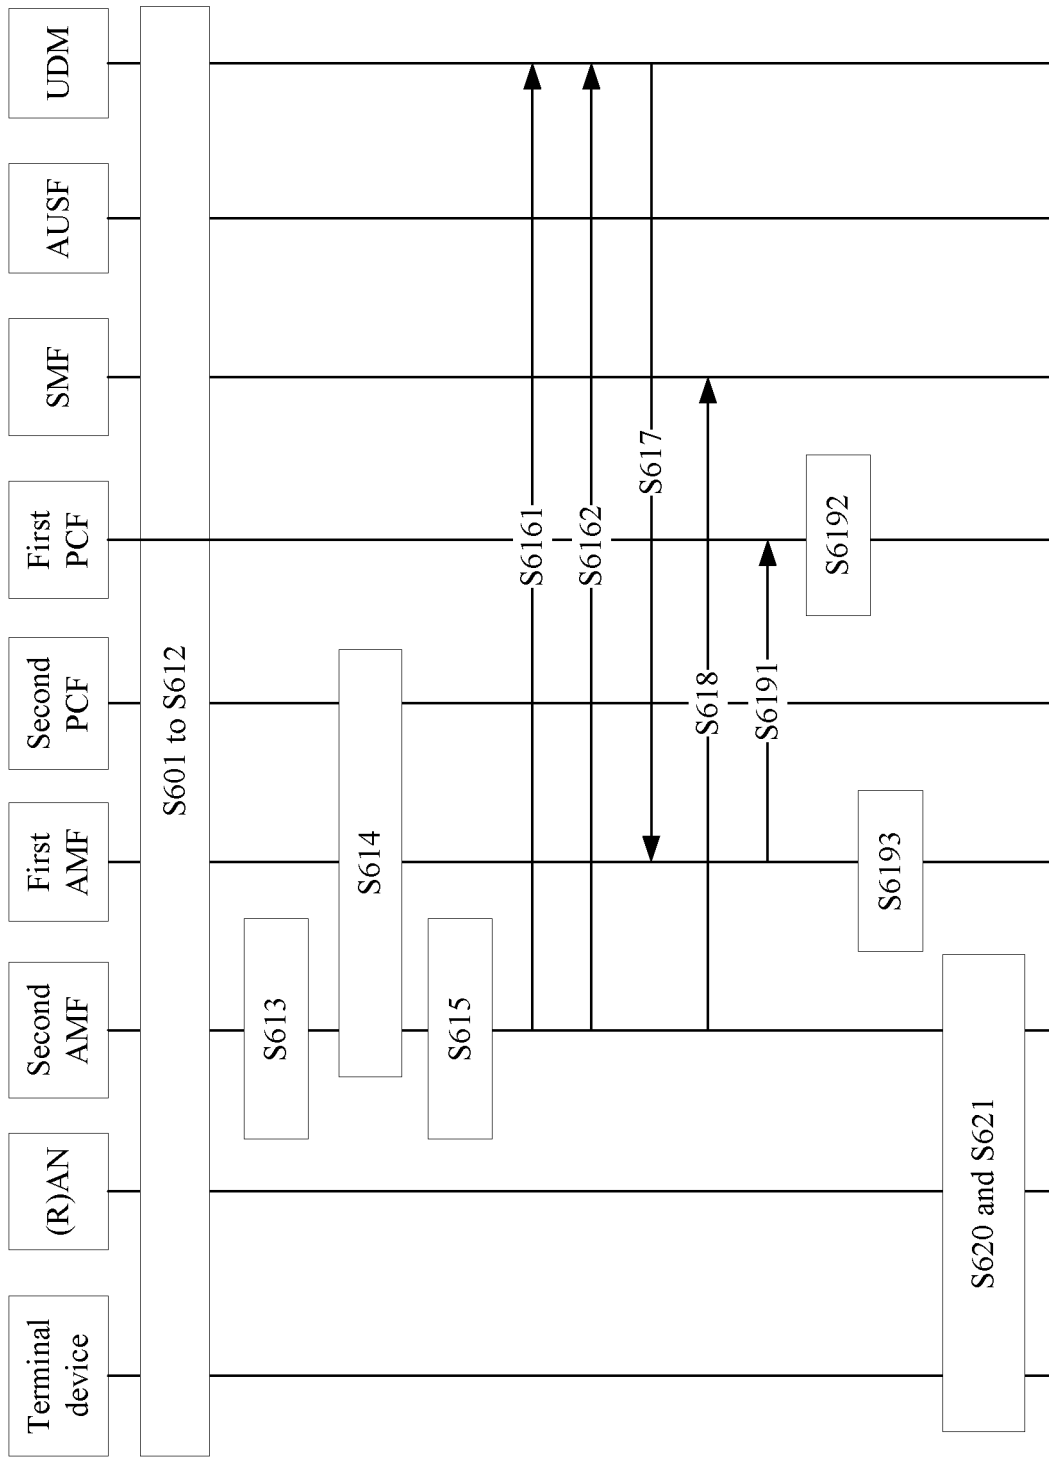 Terminal
device
(R)AN
Second
AMF
First
AMF
Second
PCF
First
PCF
SMF
AUSF
UDM
S601 to S612
S613
S614
S615
S6161
S6162
S617
S618
S6191
S6192
S6193
S620 and S621